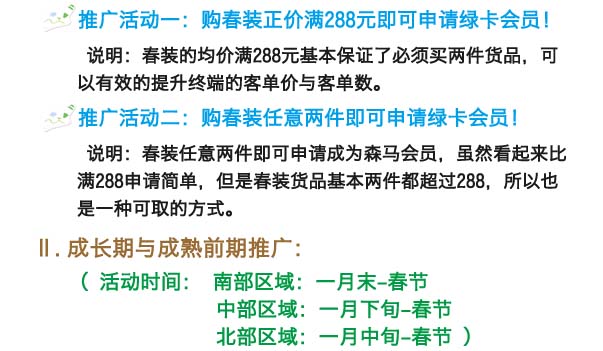 推广活动一：购春装正价满288元即可申请绿卡会员！
说明：春装的均价满288元基本保证了必须买两件货品，可
以有效的提升终端的客单价与客单数。
推广活动二：购春装任意两件即可申请绿卡会员！
说明：春装任意两件即可申请成为森马会员，虽然看起来比
满288申请简单，但是春装货品基本两件都超过288，所以也
是一种可取的方式。
Ⅱ. 成长期与成熟前期推广：
（ 活动时间： 南部区域：一月末-春节
中部区域：一月下旬-春节
北部区域：一月中旬-春节 ）